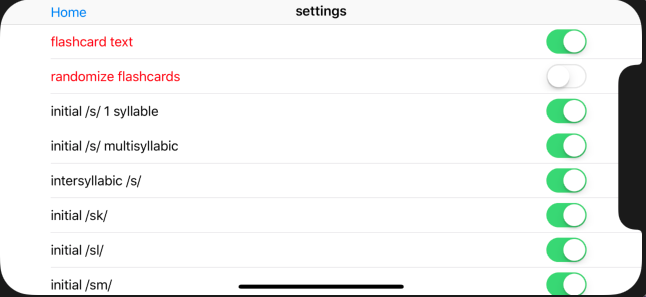 Home
settings
flashcard text
randomize flashcards
initial /s/ 1 syllable
initial /s/ multisyllabic
intersyllabic /s/
initial /sk/
initial /sl/
initial /sm/